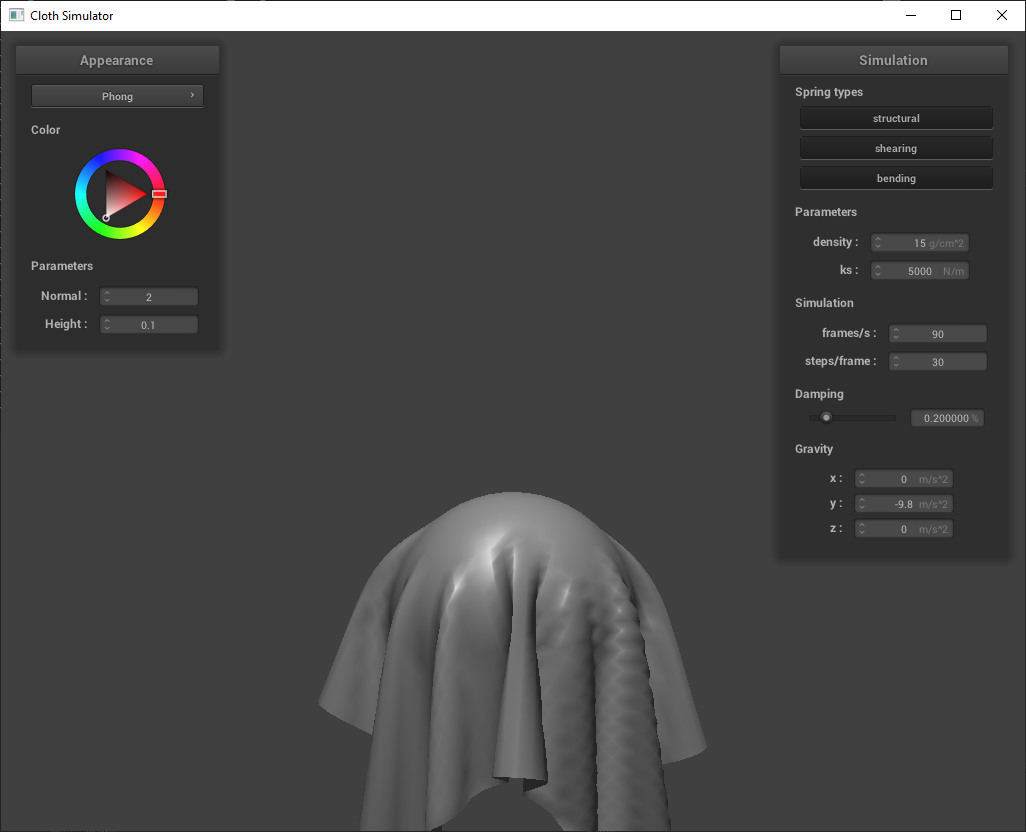 Cloth Simulator
Appearance
Phong
Color
Parameters
Normal : 2
Height : 0.1
Simulation
Spring types
structural
shearing
bending
Parameters
density : 15 g/cm^2
ks : 5000 N/m
Simulation
frames/s : 90
steps/frame : 30
Damping
0.200000 %
Gravity
x : 0 m/s^2
y : -9.8 m/s^2
z : 0 m/s^2